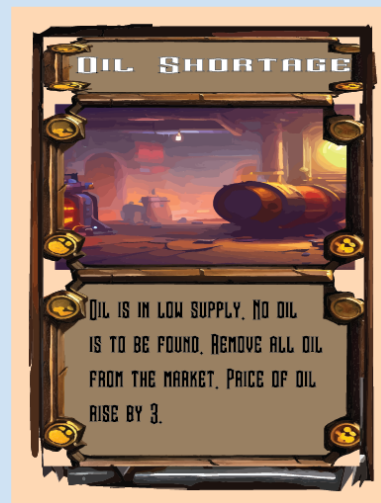 Oil Shortage
Oil is in low supply. No oil
is to be found. Remove all oil
from the market. Price of oil
rise by 3.